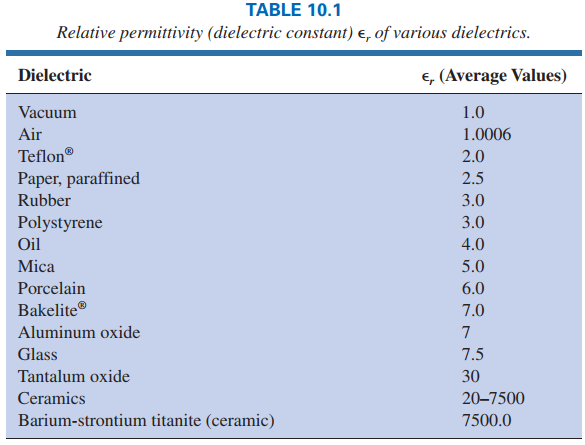 TABLE 10.1
Relative permittivity (dielectric constant) ϵr of various dielectrics.
Dielectric ϵr (Average Values)
Vacuum 1.0
Air 1.0006
Teflon® 2.0
Paper, paraffined 2.5
Rubber 3.0
Polystyrene 3.0
Oil 4.0
Mica 5.0
Porcelain 6.0
Bakelite® 7.0
Aluminum oxide 7
Glass 7.5
Tantalum oxide 30
Ceramics 20–7500
Barium-strontium titanite (ceramic) 7500.0